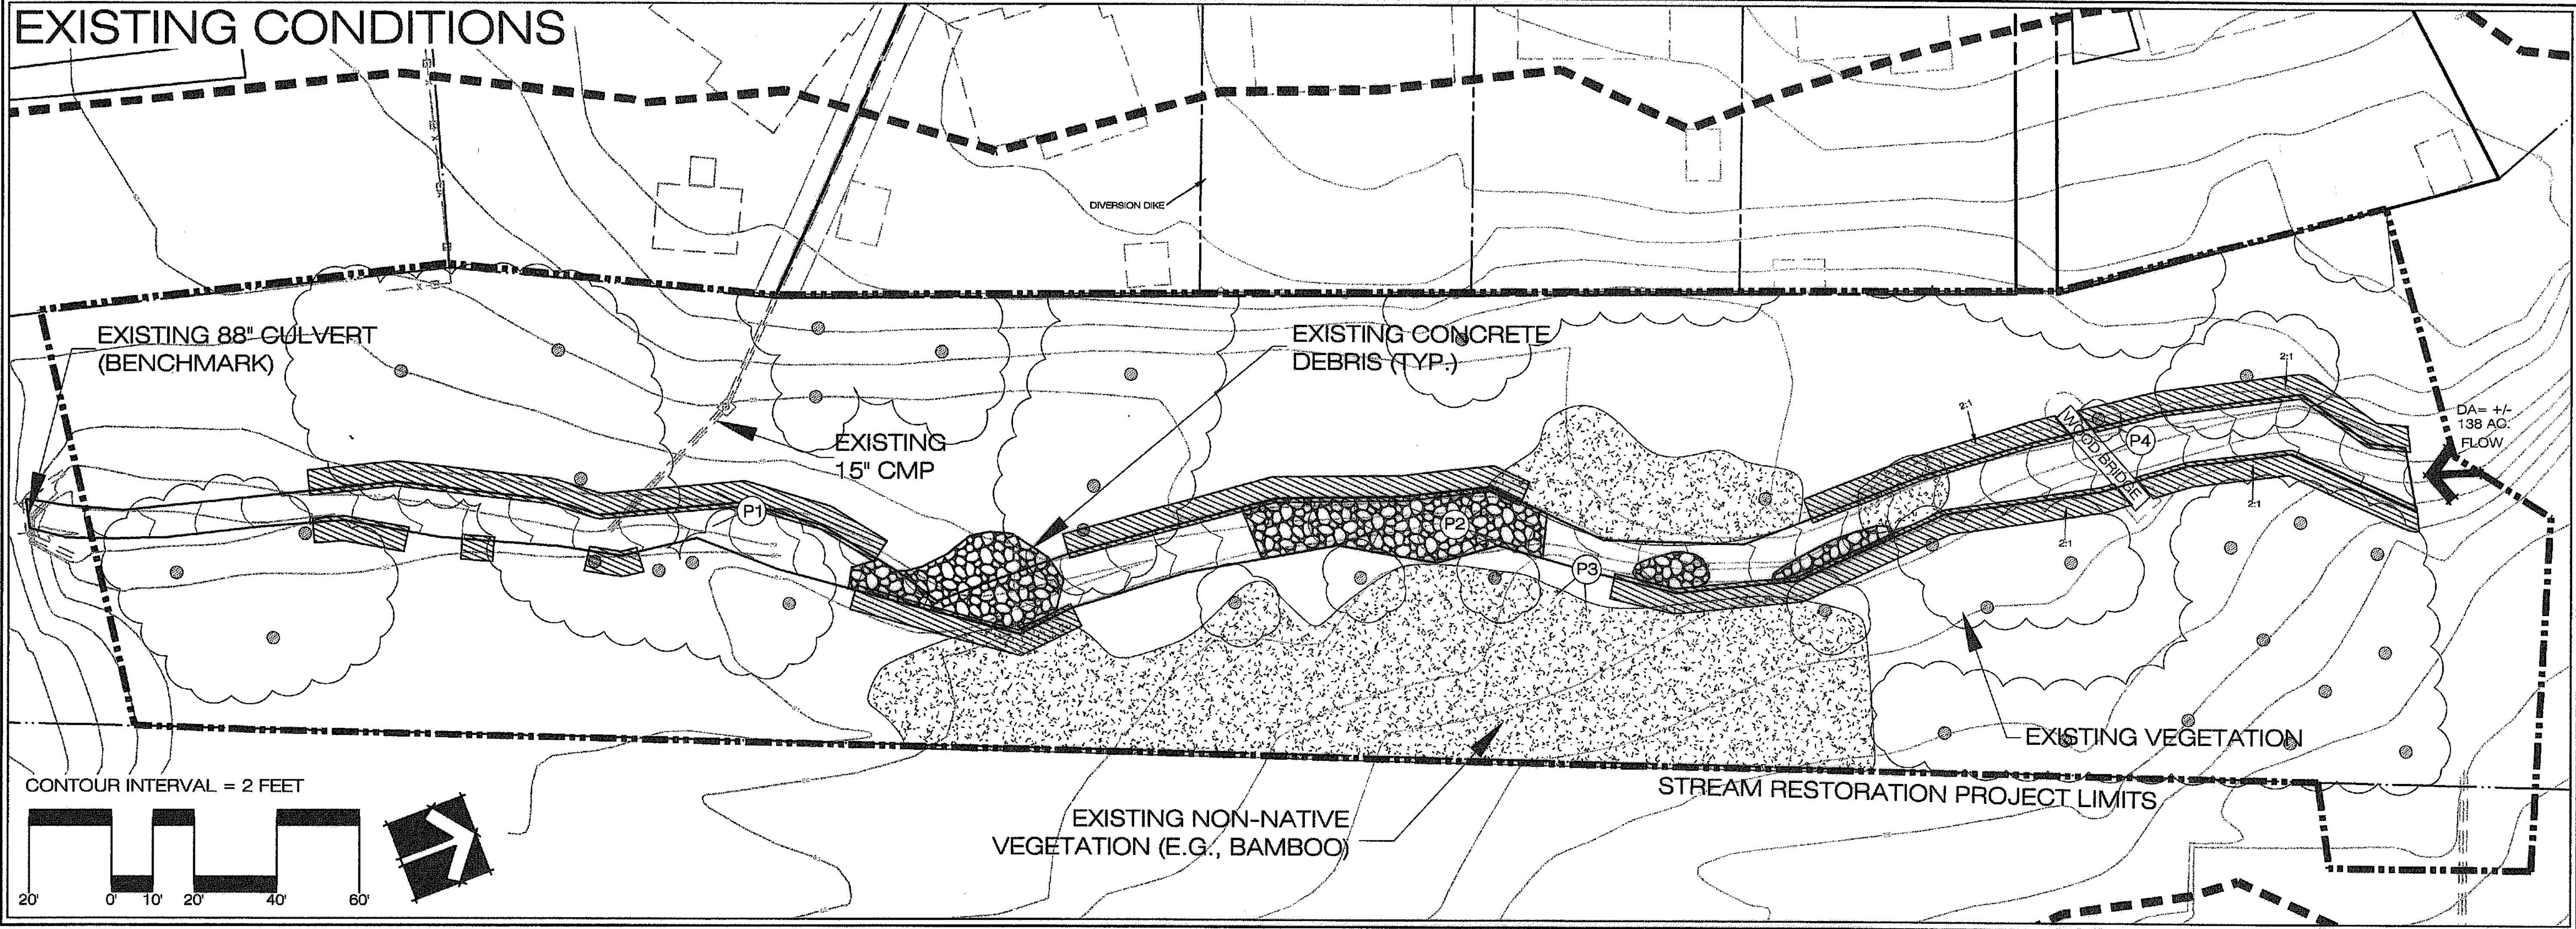 EXISTING CONDITIONS
DIVERSION DIKE
EXISTING 88" CULVERT
(BENCHMARK)
EXISTING CONCRETE
DEBRIS (TYP.)
2:1
2:1
DA= +/-
138 AC.
FLOW
WOOD BRIDGE
P4
EXISTING
15" CMP
P1
P2
P3
2:1
2:1
EXISTING VEGETATION
STREAM RESTORATION PROJECT LIMITS
EXISTING NON-NATIVE
VEGETATION (E.G., BAMBOO)
CONTOUR INTERVAL = 2 FEET
20' 0' 10' 20' 40' 60'